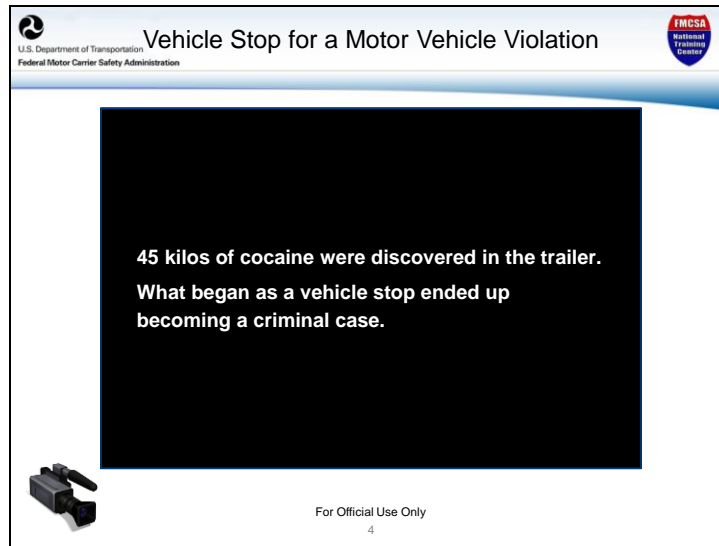 U.S. Department of Transportation
Federal Motor Carrier Safety Administration
Vehicle Stop for a Motor Vehicle Violation
FMCSA
National
Training
Center
45 kilos of cocaine were discovered in the trailer.
What began as a vehicle stop ended up
becoming a criminal case.
For Official Use Only
4